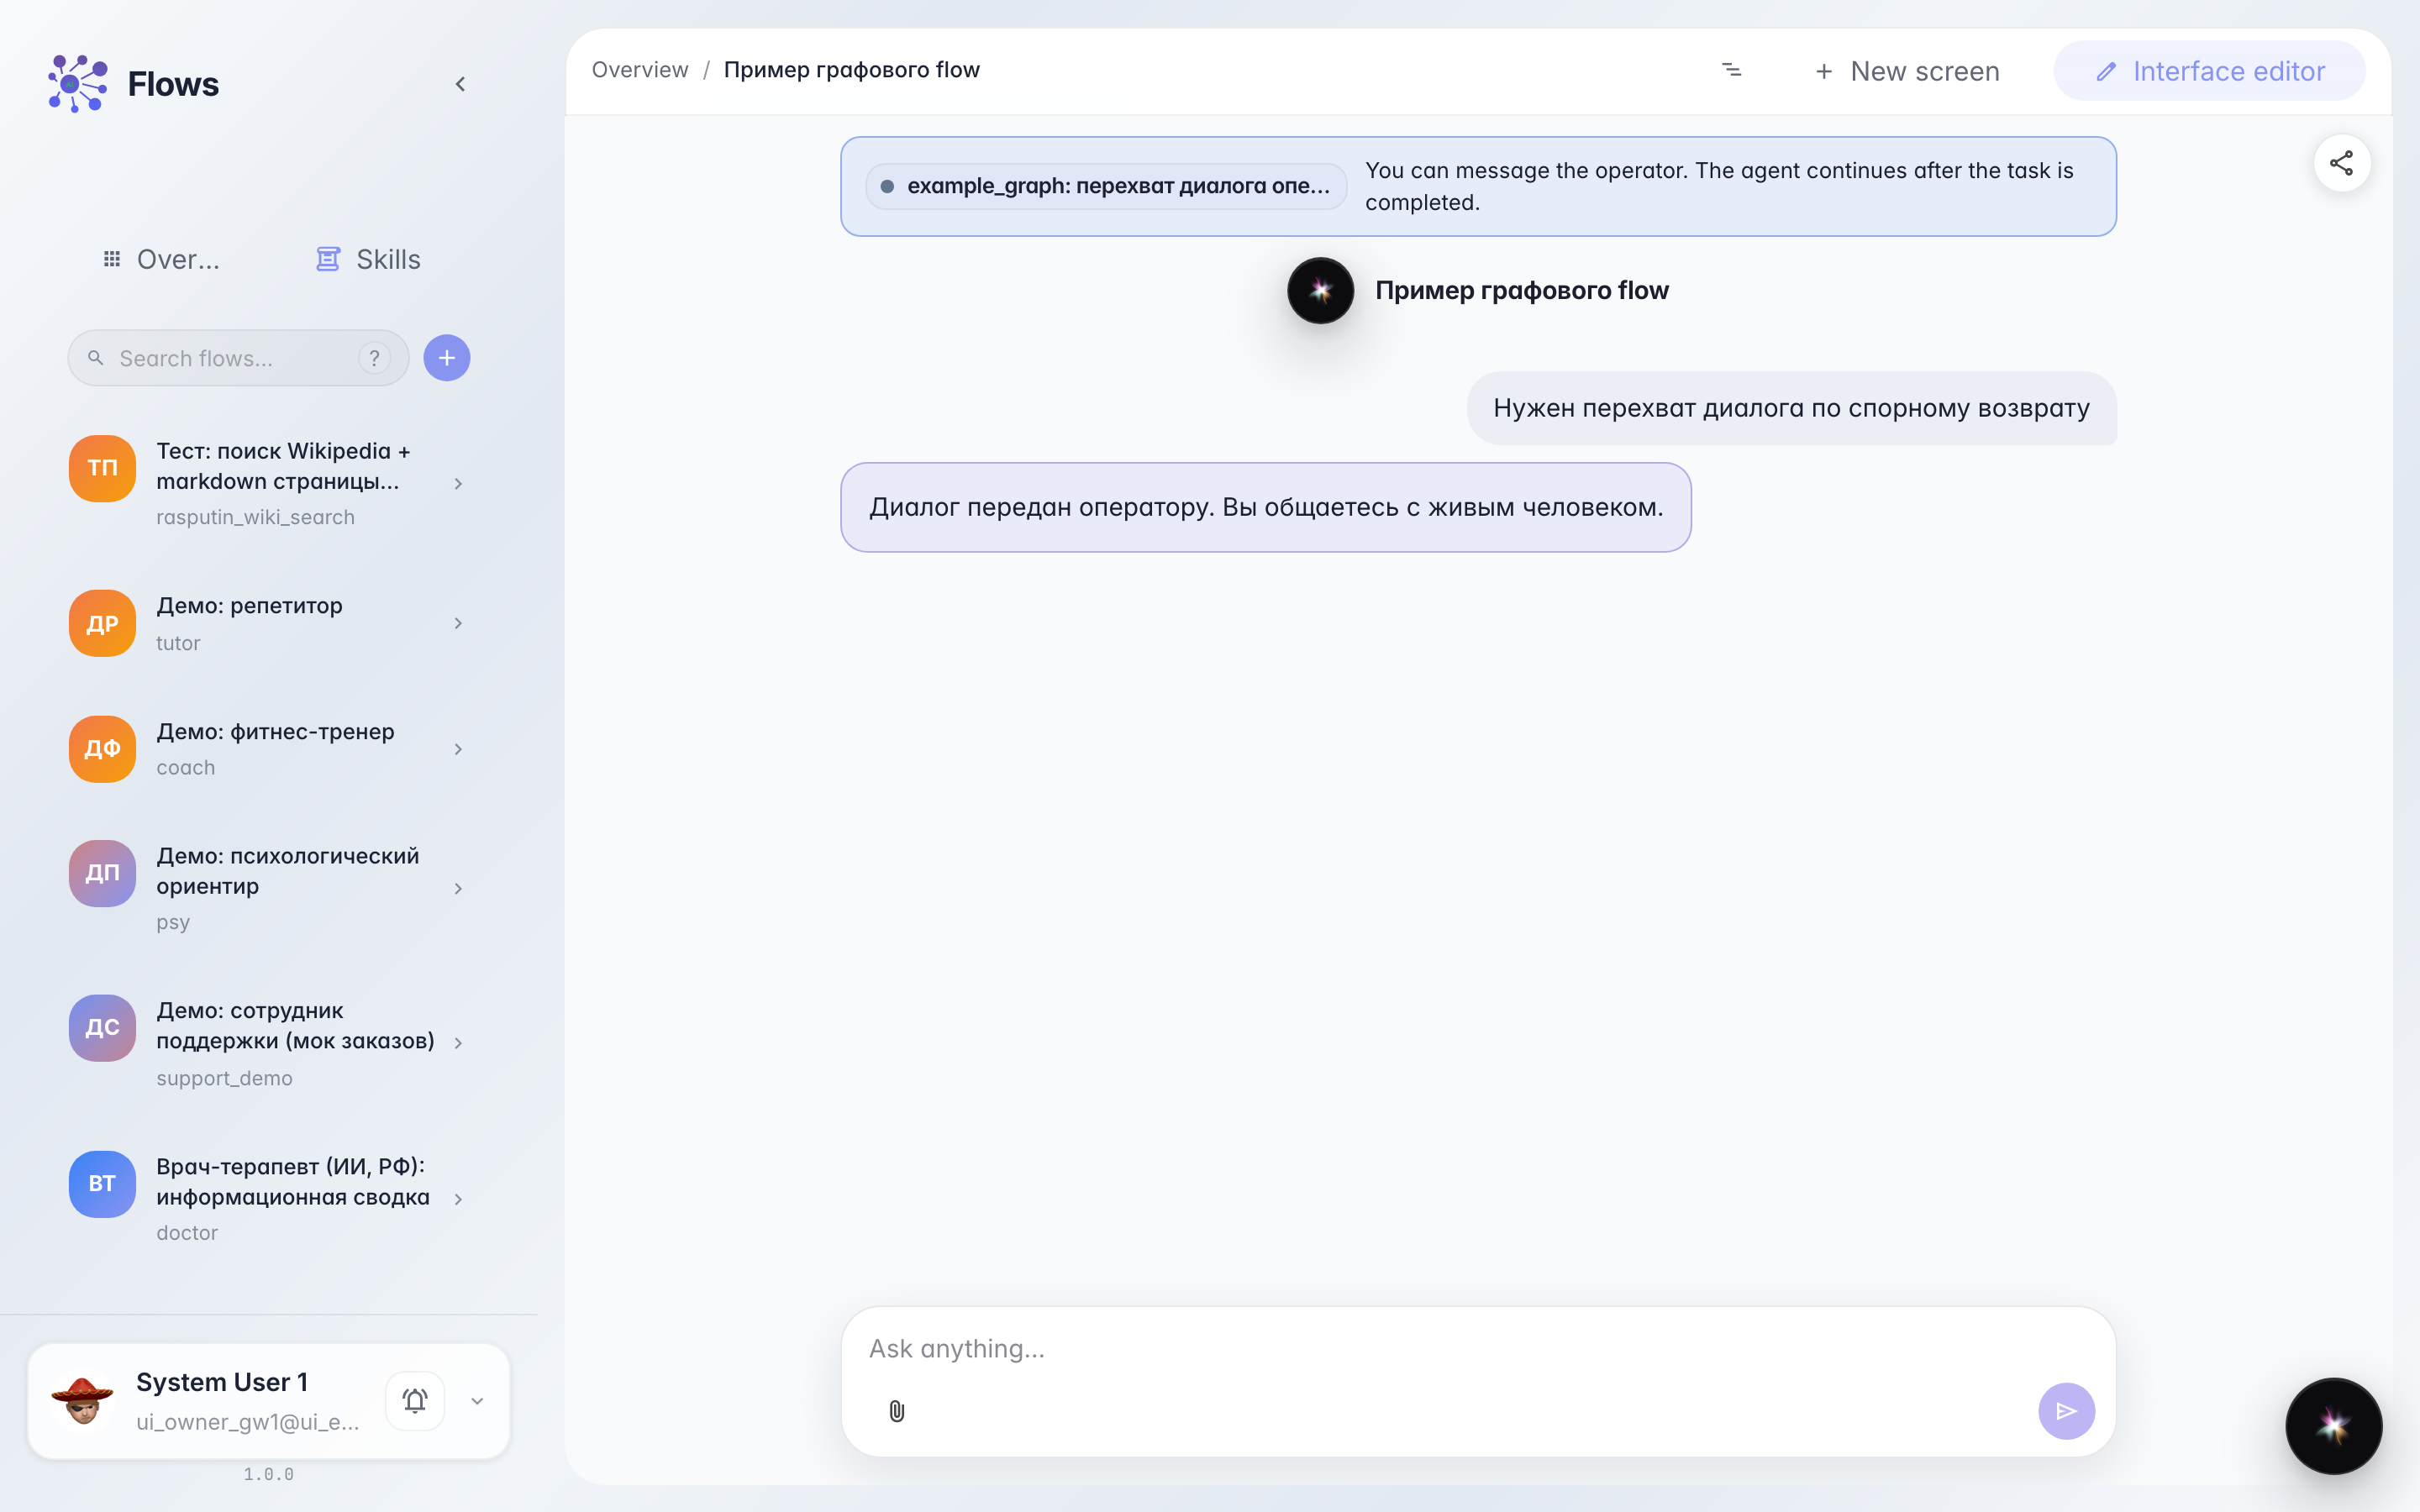 Flows
Over...
Skills
Search flows...
?
ТП
Тест: поиск Wikipedia +
markdown страницы...
rasputin_wiki_search
ДР
Демо: репетитор
tutor
ДФ
Демо: фитнес-тренер
coach
ДП
Демо: психологический
ориентир
psy
ДС
Демо: сотрудник
поддержки (мок заказов)
support_demo
ВТ
Врач-терапевт (ИИ, РФ):
информационная сводка
doctor
System User 1
ui_owner_gw1@ui_e...
1.0.0
Overview / Пример графового flow
New screen
Interface editor
example_graph: перехват диалога опе...
You can message the operator. The agent continues after the task is
completed.
Пример графового flow
Нужен перехват диалога по спорному возврату
Диалог передан оператору. Вы общаетесь с живым человеком.
Ask anything...